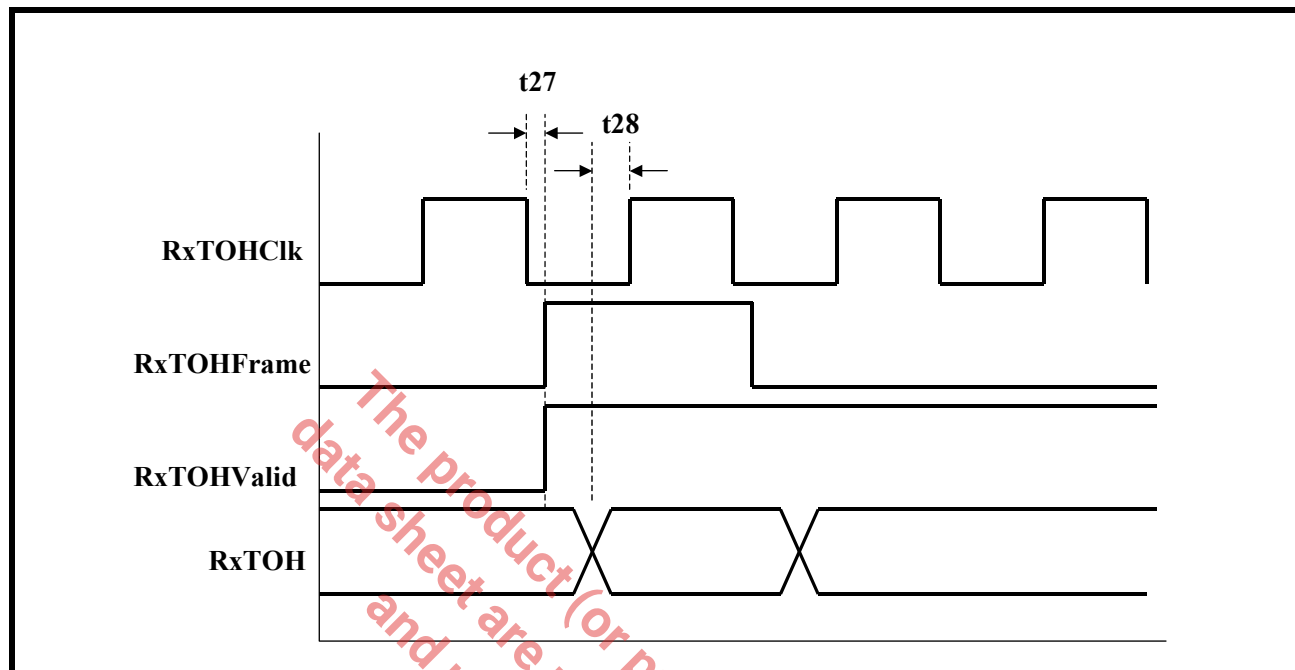 t27
t28
RxTOHClk
RxTOHFrame
RxTOHValid
RxTOH
The product (or
data sheet are
and